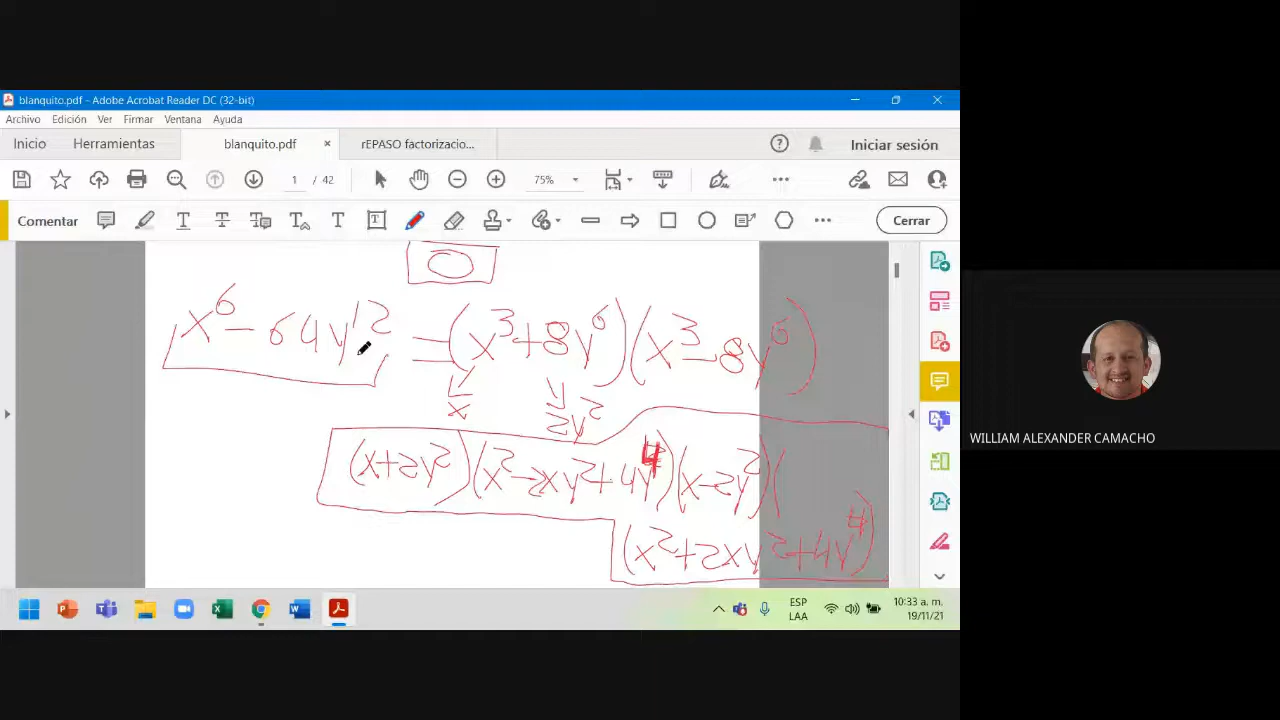 blanquito.pdf - Adobe Acrobat Reader DC (32-bit)
Archivo Edición Ver Firmar Ventana Ayuda
Inicio Herramientas blanquito.pdf × rEPASO factorizacio... Iniciar sesión
1 / 42 75%
Comentar Cerrar
x⁶ - 64y¹² = (x³+8y⁶)(x³-8y⁶)
x 2y²
(x+2y²)(x²-2xy²+4y⁴)(x-2y²)(
(x²+2xy²+4y⁴)
WILLIAM ALEXANDER CAMACHO
ESP 10:33 a. m.
LAA 19/11/21